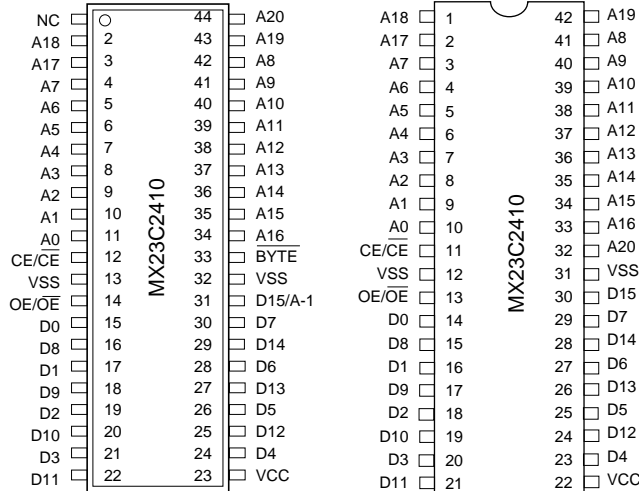 NC 44 A20
A18 2 43 A19
A17 3 42 A8
A7 4 41 A9
A6 5 40 A10
A5 6 39 A11
A4 7 38 A12
A3 8 37 A13
A2 9 36 A14
A1 10 35 A15
A0 11 34 A16
CE/C̅E̅ 12 33 B̅Y̅T̅E̅
VSS 13 32 VSS
OE/O̅E̅ 14 31 D15/A-1
D0 15 30 D7
D8 16 29 D14
D1 17 28 D6
D9 18 27 D13
D2 19 26 D5
D10 20 25 D12
D3 21 24 D4
D11 22 23 VCC
MX23C2410
A18 1 42 A19
A17 2 41 A8
A7 3 40 A9
A6 4 39 A10
A5 5 38 A11
A4 6 37 A12
A3 7 36 A13
A2 8 35 A14
A1 9 34 A15
A0 10 33 A16
CE/C̅E̅ 11 32 A20
VSS 12 31 VSS
OE/O̅E̅ 13 30 D15
D0 14 29 D7
D8 15 28 D14
D1 16 27 D6
D9 17 26 D13
D2 18 25 D5
D10 19 24 D12
D3 20 23 D4
D11 21 22 VCC
MX23C2410